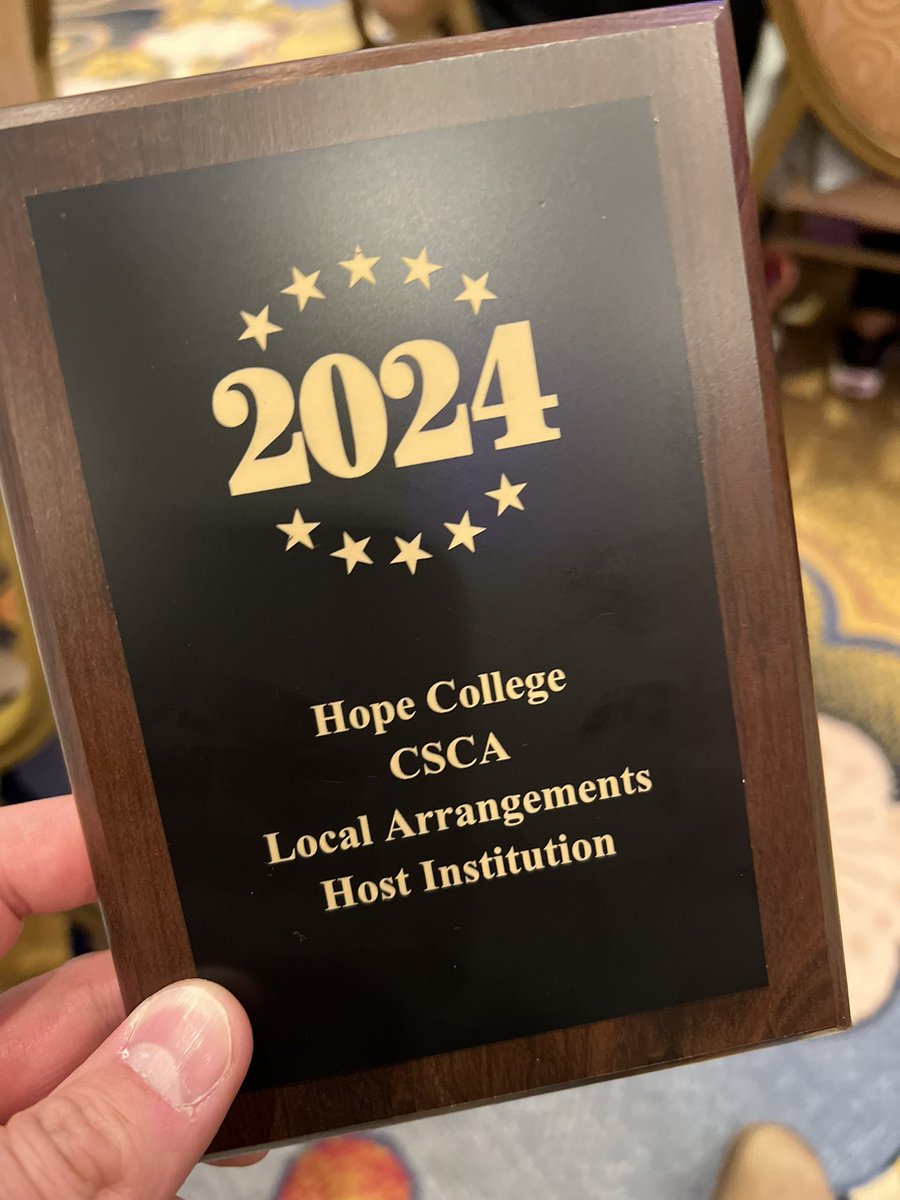 2024
Hope College
CSCA
Local Arrangements
Host Institution